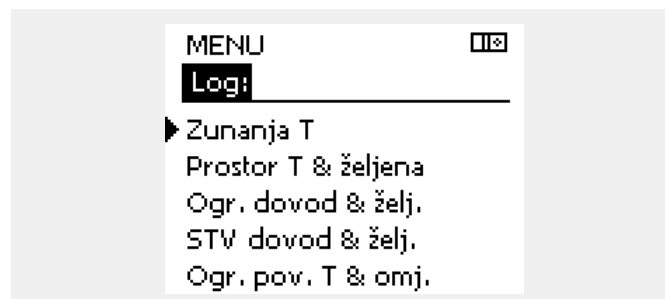 MENU
Log:
Zunanja T
Prostor T & željena
Ogr. dovod & želj.
STV dovod & želj.
Ogr. pov. T & omj.